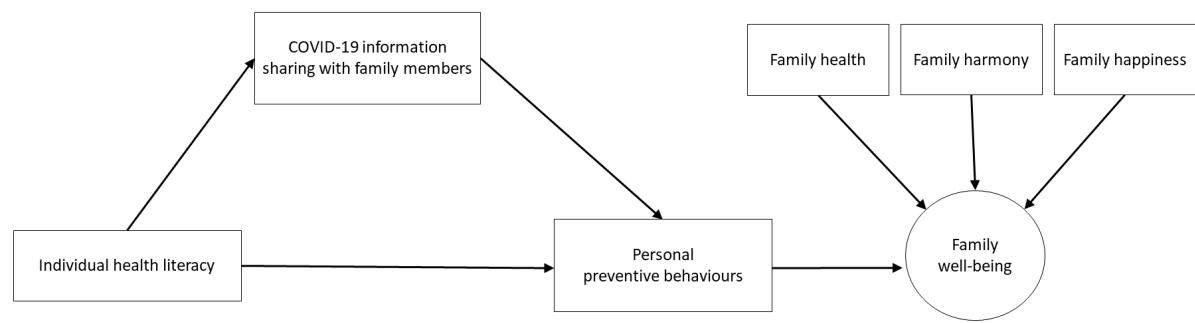 COVID-19 information
sharing with family members
Family health
Family harmony
Family happiness
Individual health literacy
Personal
preventive behaviours
Family
well-being